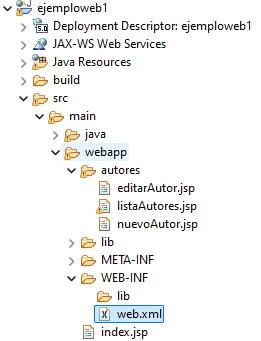 ejemploweb1
Deployment Descriptor: ejemploweb1
JAX-WS Web Services
Java Resources
build
src
main
java
webapp
autores
editarAutor.jsp
listaAutores.jsp
nuevoAutor.jsp
lib
META-INF
WEB-INF
lib
web.xml
index.jsp